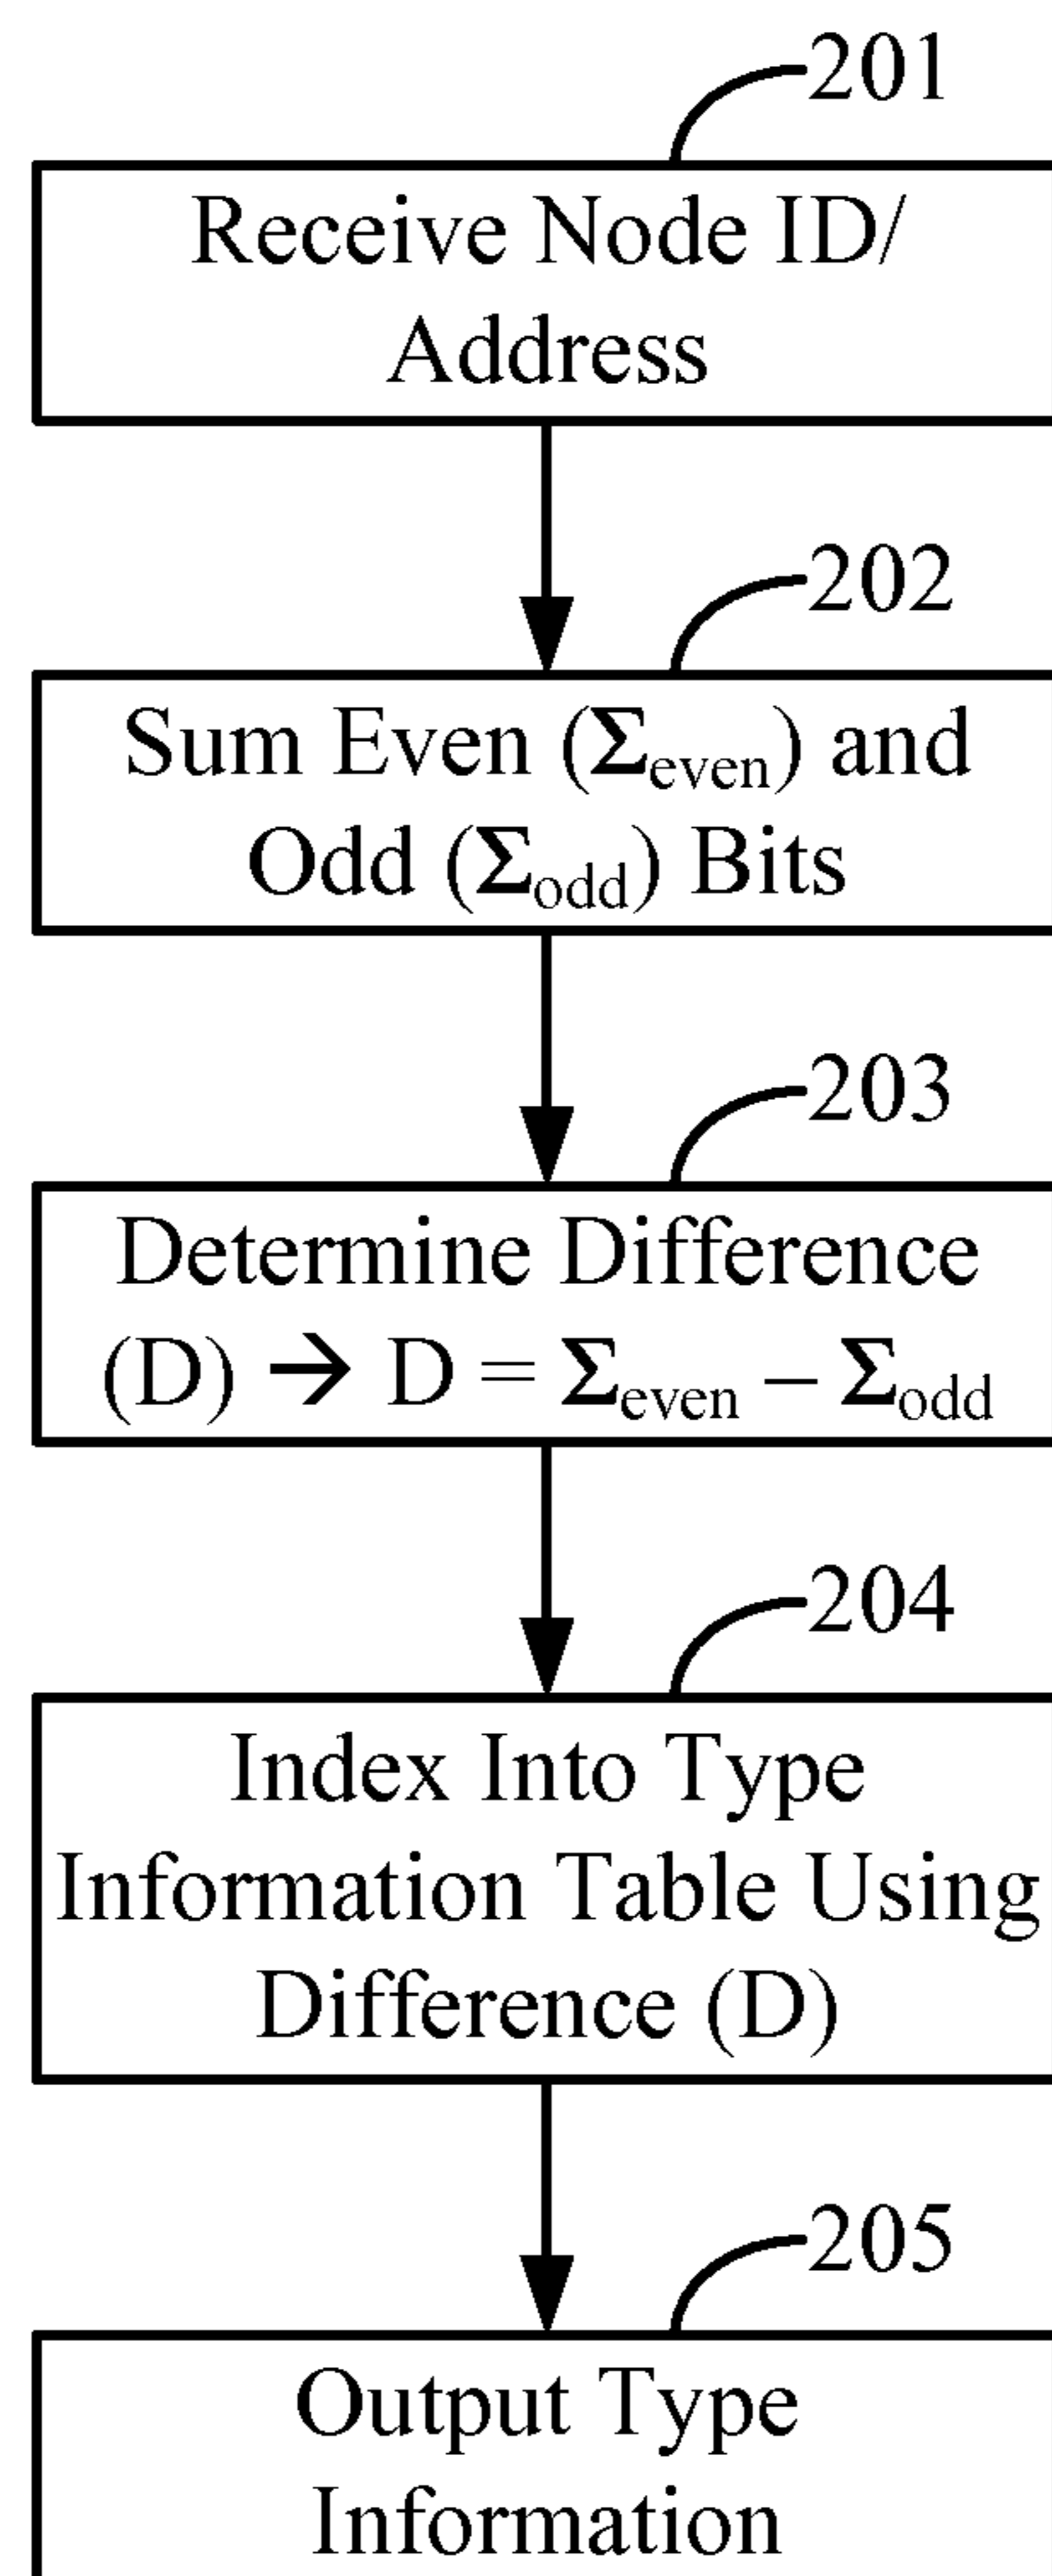 201
Receive Node ID/
Address
202
Sum Even (Σeven) and
Odd (Σodd) Bits
203
Determine Difference
(D) → D = Σeven – Σodd
204
Index Into Type
Information Table Using
Difference (D)
205
Output Type
Information